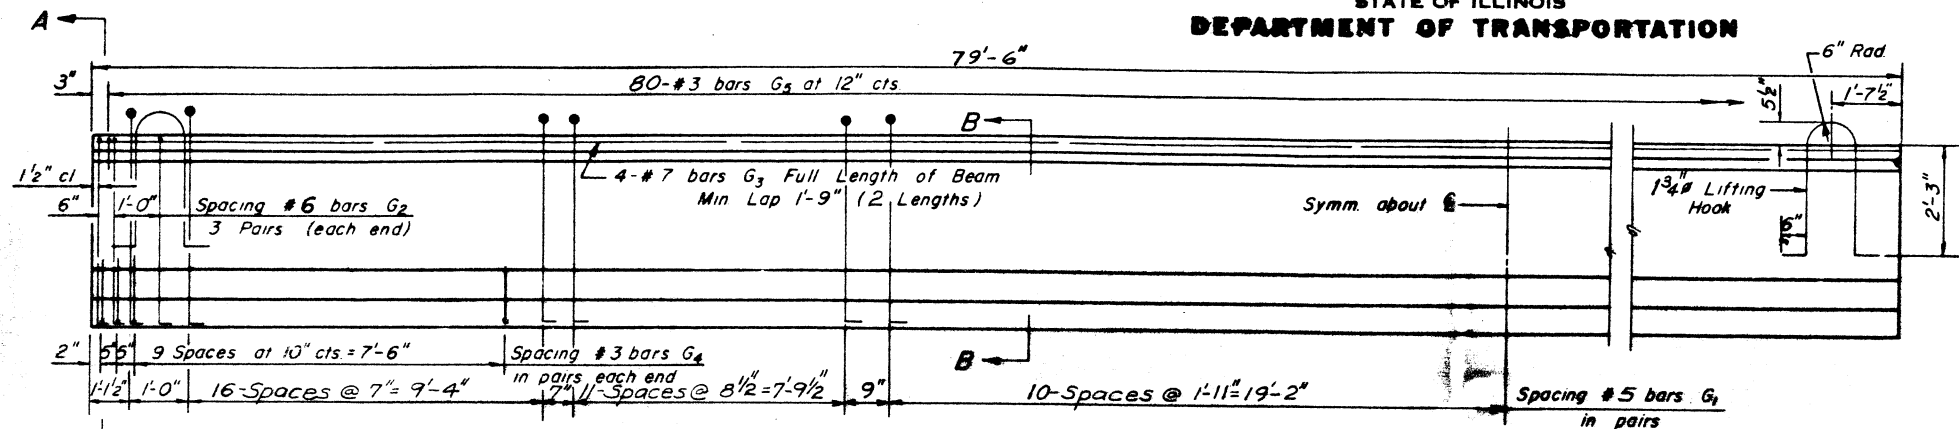 STATE OF ILLINOIS
DEPARTMENT OF TRANSPORTATION
A
79'-6"
6" Rad.
3"
80-#3 bars G5 at 12" cts.
5½"
1'-7½"
B
4-#7 bars G3 Full Length of Beam
Min. Lap 1'-9" (2 Lengths)
1½" cl.
6"
1'-0"
Spacing #6 bars G2
3 Pairs (each end)
Symm. about ℄
1¾"ø Lifting
Hook
6"
2'-3"
2"
5"
5"
9 Spaces at 10" cts. = 7'-6"
Spacing #3 bars G4
in pairs each end
B
1'-1½"
1'-0"
16-Spaces @ 7"= 9'-4"
7"
11-Spaces @ 8½"=7'-9½"
9"
10-Spaces @ 1'-11"=19'-2"
Spacing #5 bars G1
in pairs